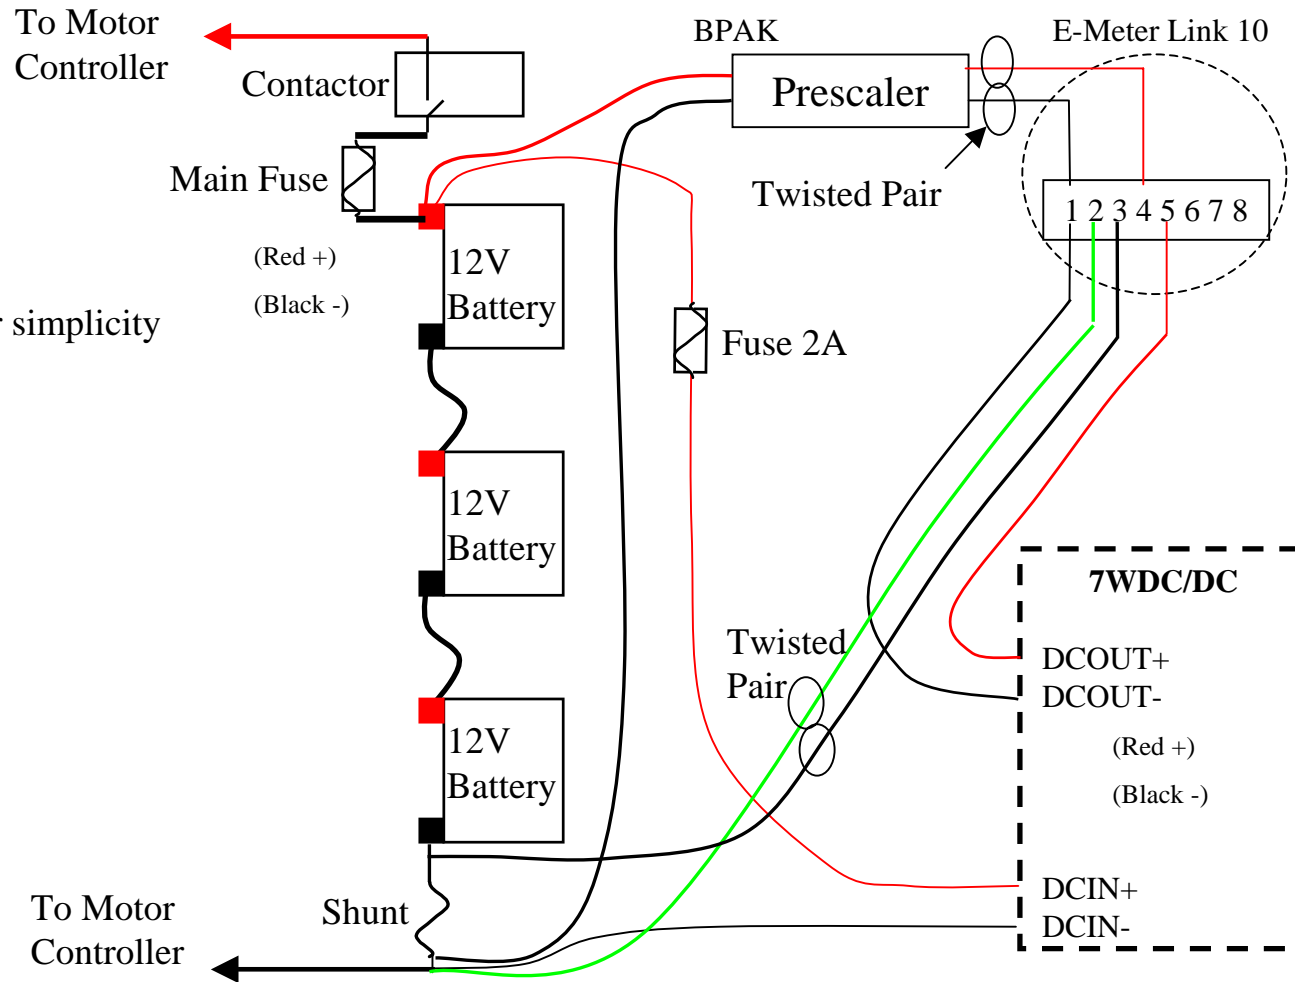 To Motor
Controller
Contactor
BPAK
Prescaler
E-Meter Link 10
Main Fuse
Twisted Pair
1 2 3 4 5 6 7 8
(Red +)
(Black -)
12V
Battery
r simplicity
Fuse 2A
12V
Battery
7WDC/DC
Twisted
Pair
DCOUT+
DCOUT-
(Red +)
(Black -)
12V
Battery
DCIN+
DCIN-
Shunt
To Motor
Controller